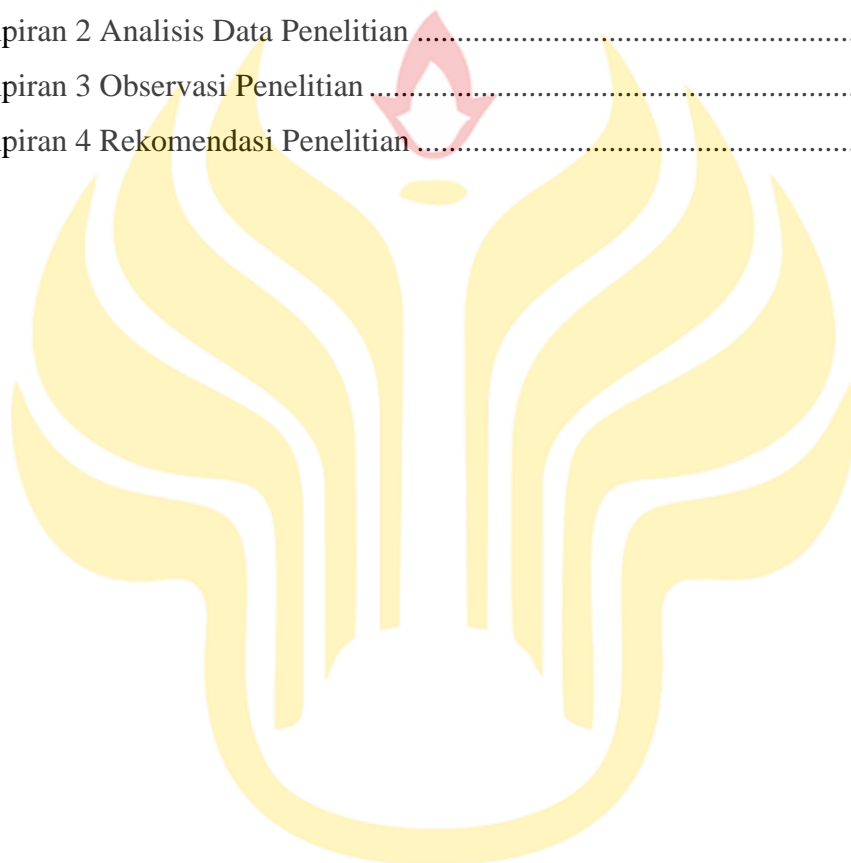 piran 2 Analisis Data Penelitian ........................................................
piran 3 Observasi Penelitian ..............................................................
piran 4 Rekomendasi Penelitian ........................................................